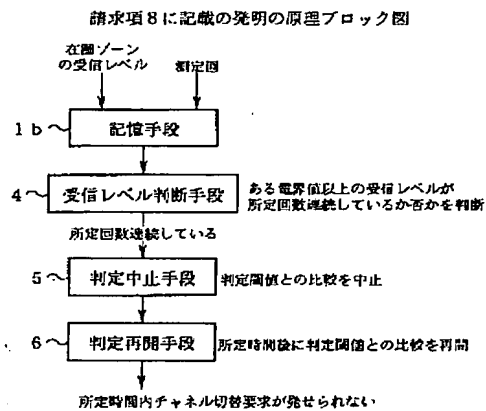 請求項8に記載の発明の原理ブロック図
在圏ゾーン
の受信レベル
測定回
1b
記憶手段
4
受信レベル判断手段
ある電界値以上の受信レベルが
所定回数連続しているか否かを判断
所定回数連続している
5
判定中止手段
判定閾値との比較を中止
6
判定再開手段
所定時間後に判定閾値との比較を再開
所定時間内チャネル切替要求が発せられない